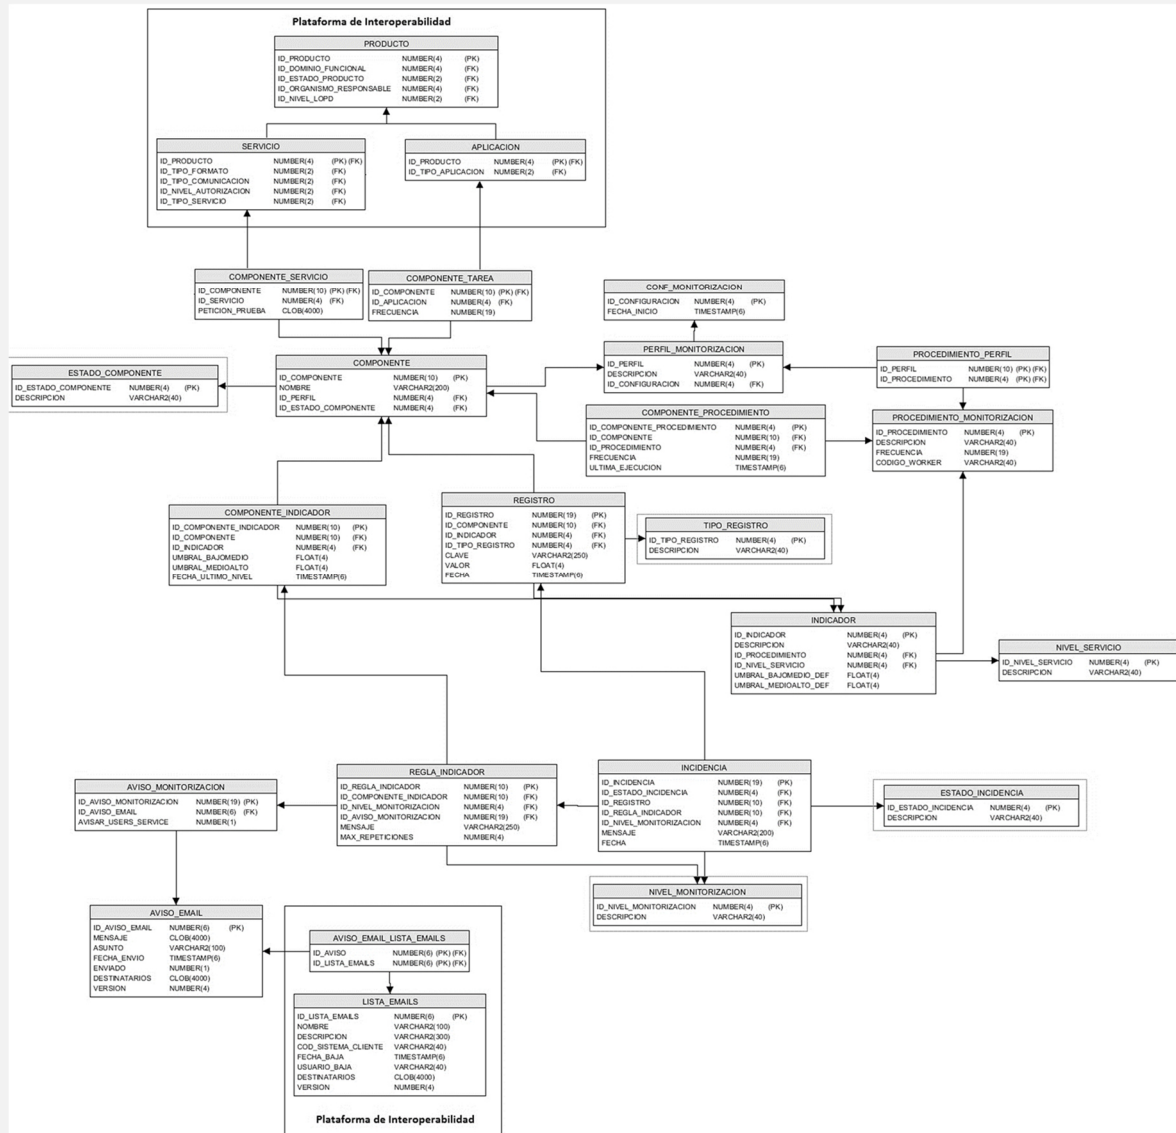 Plataforma de Interoperabilidad
PRODUCTO
ID_PRODUCTO NUMBER(4) (PK)
ID_DOMINIO_FUNCIONAL NUMBER(4) (FK)
ID_ESTADO_PRODUCTO NUMBER(2) (FK)
ID_ORGANISMO_RESPONSABLE NUMBER(4) (FK)
ID_NIVEL_LOPD NUMBER(2) (FK)
SERVICIO
ID_PRODUCTO NUMBER(4) (PK) (FK)
ID_TIPO_FORMATO NUMBER(2) (FK)
ID_TIPO_COMUNICACION NUMBER(2) (FK)
ID_NIVEL_AUTORIZACION NUMBER(2) (FK)
ID_TIPO_SERVICIO NUMBER(2) (FK)
APLICACION
ID_PRODUCTO NUMBER(4) (PK) (FK)
ID_TIPO_APLICACION NUMBER(2) (FK)
COMPONENTE_SERVICIO
ID_COMPONENTE NUMBER(10) (PK) (FK)
ID_SERVICIO NUMBER(4) (FK)
PETICION_PRUEBA CLOB(4000)
COMPONENTE_TAREA
ID_COMPONENTE NUMBER(10) (PK) (FK)
ID_APLICACION NUMBER(4) (FK)
FRECUENCIA NUMBER(19)
CONF_MONITORIZACION
ID_CONFIGURACION NUMBER(4) (PK)
FECHA_INICIO TIMESTAMP(6)
ESTADO_COMPONENTE
ID_ESTADO_COMPONENTE NUMBER(4) (PK)
DESCRIPCION VARCHAR2(40)
COMPONENTE
ID_COMPONENTE NUMBER(10) (PK)
NOMBRE VARCHAR2(200)
ID_PERFIL NUMBER(4) (FK)
ID_ESTADO_COMPONENTE NUMBER(4) (FK)
PERFIL_MONITORIZACION
ID_PERFIL NUMBER(4) (PK)
DESCRIPCION VARCHAR2(40)
ID_CONFIGURACION NUMBER(4) (FK)
PROCEDIMIENTO_PERFIL
ID_PERFIL NUMBER(10) (PK) (FK)
ID_PROCEDIMIENTO NUMBER(4) (PK) (FK)
COMPONENTE_PROCEDIMIENTO
ID_COMPONENTE_PROCEDIMIENTO NUMBER(4) (PK)
ID_COMPONENTE NUMBER(10) (FK)
ID_PROCEDIMIENTO NUMBER(4) (FK)
FRECUENCIA NUMBER(19)
ULTIMA_EJECUCION TIMESTAMP(6)
PROCEDIMIENTO_MONITORIZACION
ID_PROCEDIMIENTO NUMBER(4) (PK)
DESCRIPCION VARCHAR2(40)
FRECUENCIA NUMBER(19)
CODIGO_WORKER VARCHAR2(40)
COMPONENTE_INDICADOR
ID_COMPONENTE_INDICADOR NUMBER(10) (PK)
ID_COMPONENTE NUMBER(10) (FK)
ID_INDICADOR NUMBER(4) (FK)
UMBRAL_BAJOMEDIO FLOAT(4)
UMBRAL_MEDIOALTO FLOAT(4)
FECHA_ULTIMO_NIVEL TIMESTAMP(6)
REGISTRO
ID_REGISTRO NUMBER(19) (PK)
ID_COMPONENTE NUMBER(10) (FK)
ID_INDICADOR NUMBER(4) (FK)
ID_TIPO_REGISTRO NUMBER(4) (FK)
CLAVE VARCHAR2(250)
VALOR FLOAT(4)
FECHA TIMESTAMP(6)
TIPO_REGISTRO
ID_TIPO_REGISTRO NUMBER(4) (PK)
DESCRIPCION VARCHAR2(40)
INDICADOR
ID_INDICADOR NUMBER(4) (PK)
DESCRIPCION VARCHAR2(40)
ID_PROCEDIMIENTO NUMBER(4) (FK)
ID_NIVEL_SERVICIO NUMBER(4) (FK)
UMBRAL_BAJOMEDIO_DEF FLOAT(4)
UMBRAL_MEDIOALTO_DEF FLOAT(4)
NIVEL_SERVICIO
ID_NIVEL_SERVICIO NUMBER(4) (PK)
DESCRIPCION VARCHAR2(40)
AVISO_MONITORIZACION
ID_AVISO_MONITORIZACION NUMBER(19) (PK)
ID_AVISO_EMAIL NUMBER(6) (FK)
AVISAR_USERS_SERVICE NUMBER(1)
REGLA_INDICADOR
ID_REGLA_INDICADOR NUMBER(10) (PK)
ID_COMPONENTE_INDICADOR NUMBER(10) (FK)
ID_NIVEL_MONITORIZACION NUMBER(4) (FK)
ID_AVISO_MONITORIZACION NUMBER(19) (FK)
MENSAJE VARCHAR2(250)
MAX_REPETICIONES NUMBER(4)
INCIDENCIA
ID_INCIDENCIA NUMBER(19) (PK)
ID_ESTADO_INCIDENCIA NUMBER(4) (FK)
ID_REGISTRO NUMBER(10) (FK)
ID_REGLA_INDICADOR NUMBER(10) (FK)
ID_NIVEL_MONITORIZACION NUMBER(4) (FK)
MENSAJE VARCHAR2(200)
FECHA TIMESTAMP(6)
ESTADO_INCIDENCIA
ID_ESTADO_INCIDENCIA NUMBER(4) (PK)
DESCRIPCION VARCHAR2(40)
NIVEL_MONITORIZACION
ID_NIVEL_MONITORIZACION NUMBER(4) (PK)
DESCRIPCION VARCHAR2(40)
AVISO_EMAIL
ID_AVISO_EMAIL NUMBER(6) (PK)
MENSAJE CLOB(4000)
ASUNTO VARCHAR2(100)
FECHA_ENVIO TIMESTAMP(6)
ENVIADO NUMBER(1)
DESTINATARIOS CLOB(4000)
VERSION NUMBER(4)
AVISO_EMAIL_LISTA_EMAILS
ID_AVISO NUMBER(6) (PK) (FK)
ID_LISTA_EMAILS NUMBER(6) (PK) (FK)
LISTA_EMAILS
ID_LISTA_EMAILS NUMBER(6) (PK)
NOMBRE VARCHAR2(100)
DESCRIPCION VARCHAR2(300)
COD_SISTEMA_CLIENTE VARCHAR2(40)
FECHA_BAJA TIMESTAMP(6)
USUARIO_BAJA VARCHAR2(40)
DESTINATARIOS CLOB(4000)
VERSION NUMBER(4)
Plataforma de Interoperabilidad